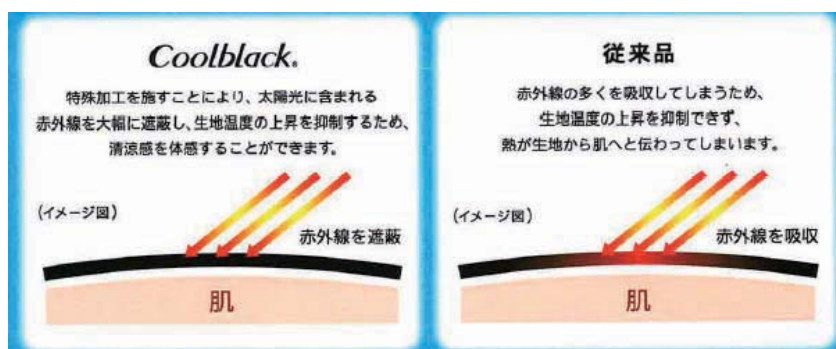 Coolblack®
特殊加工を施すことにより、太陽光に含まれる
赤外線を大幅に遮蔽し、生地温度の上昇を抑制するため、
清涼感を体感することができます。
(イメージ図)
赤外線を遮蔽
肌
従来品
赤外線の多くを吸収してしまうため、
生地温度の上昇を抑制できず、
熱が生地から肌へと伝わってしまいます。
(イメージ図)
赤外線を吸収
肌